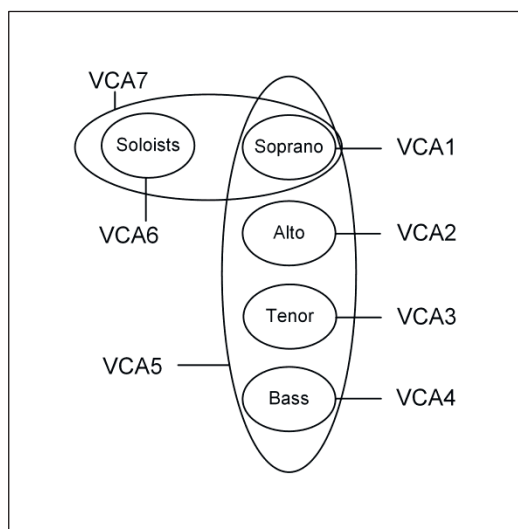 VCA7
Soloists
Soprano
VCA1
VCA6
Alto
VCA2
Tenor
VCA3
VCA5
Bass
VCA4